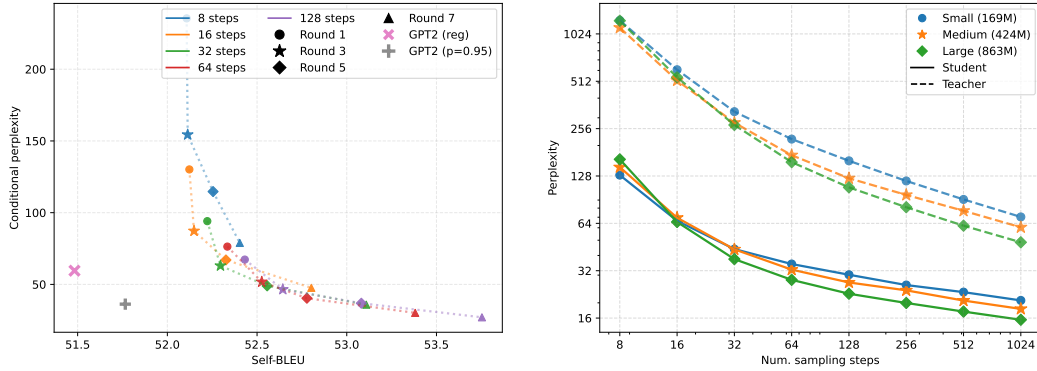 8 steps
16 steps
32 steps
64 steps
128 steps
Round 1
Round 3
Round 5
Round 7
GPT2 (reg)
GPT2 (p=0.95)
Conditional perplexity
200
150
100
50
51.5
52.0
52.5
53.0
53.5
Self-BLEU
Small (169M)
Medium (424M)
Large (863M)
Student
Teacher
Perplexity
1024
512
256
128
64
32
16
8
16
32
64
128
256
512
1024
Num. sampling steps